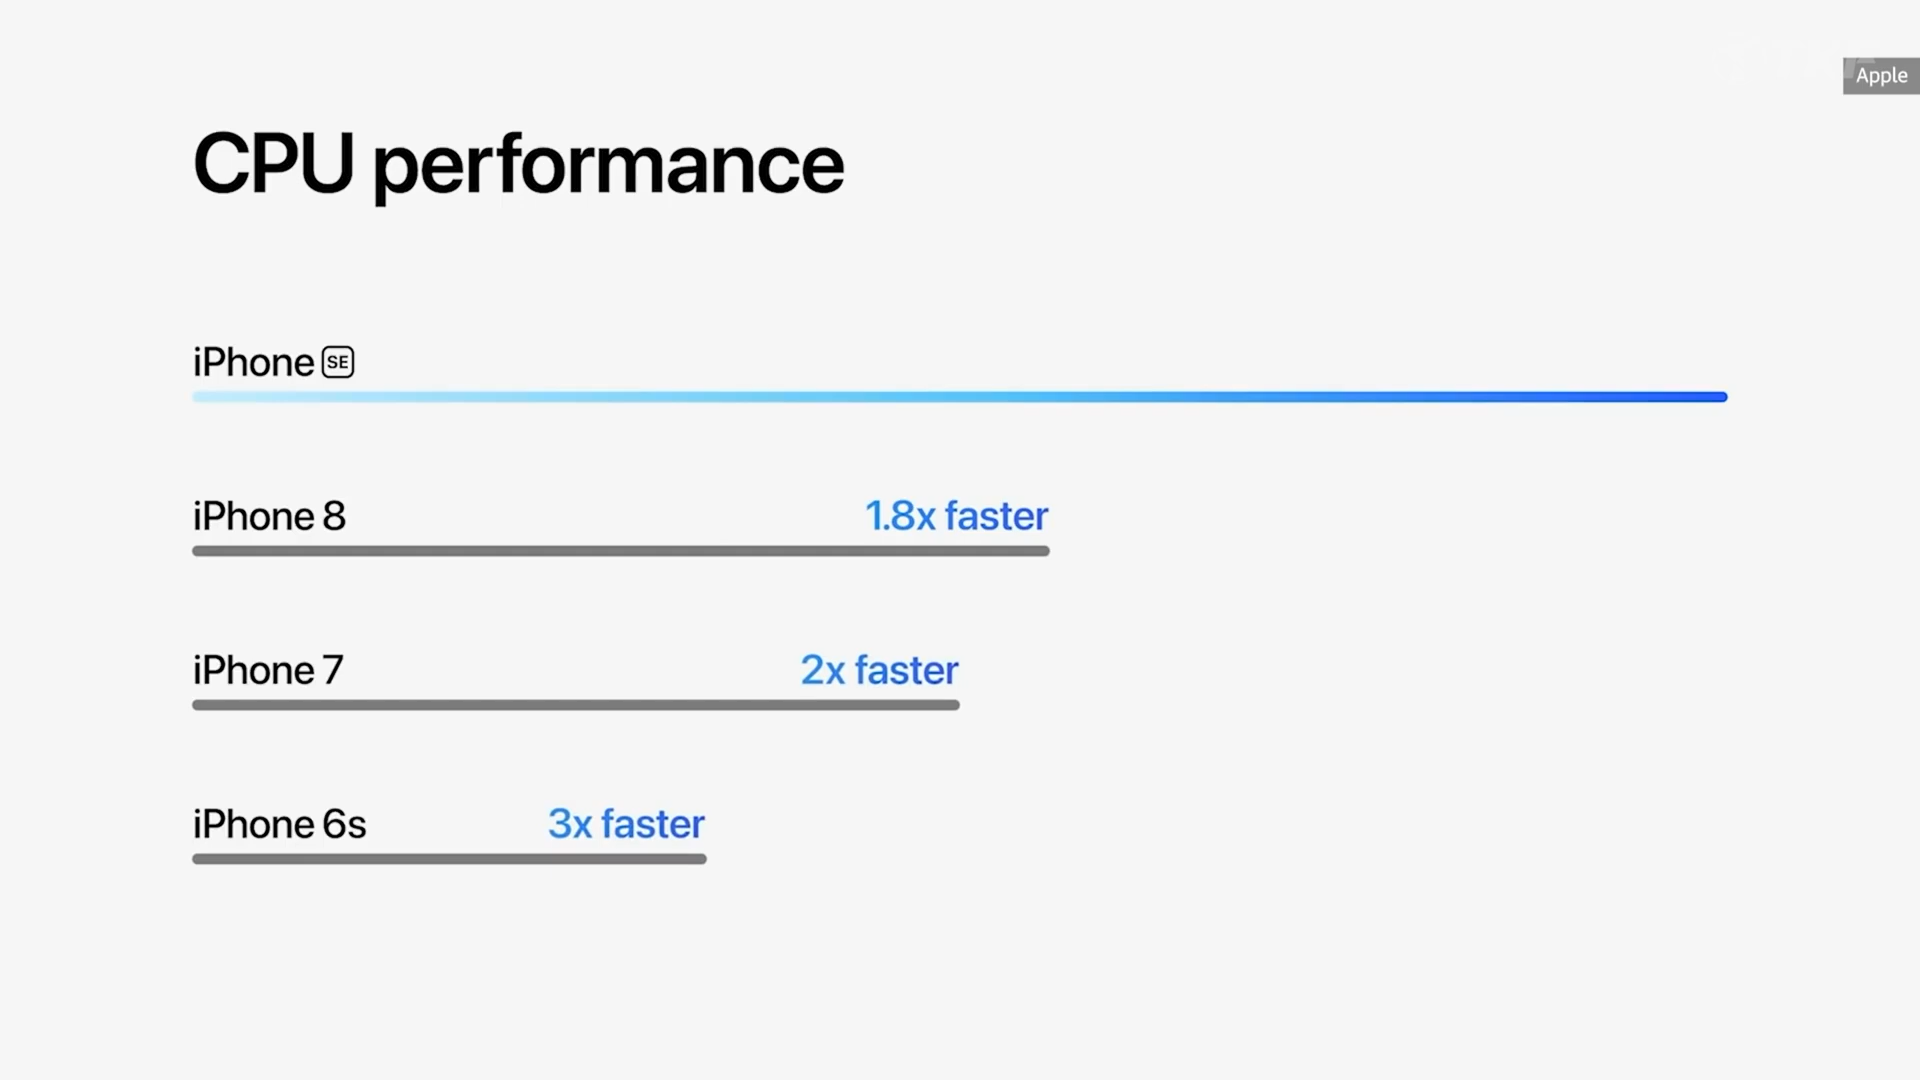 Apple
CPU performance
iPhone SE
iPhone 8 1.8x faster
iPhone 7 2x faster
iPhone 6s 3x faster